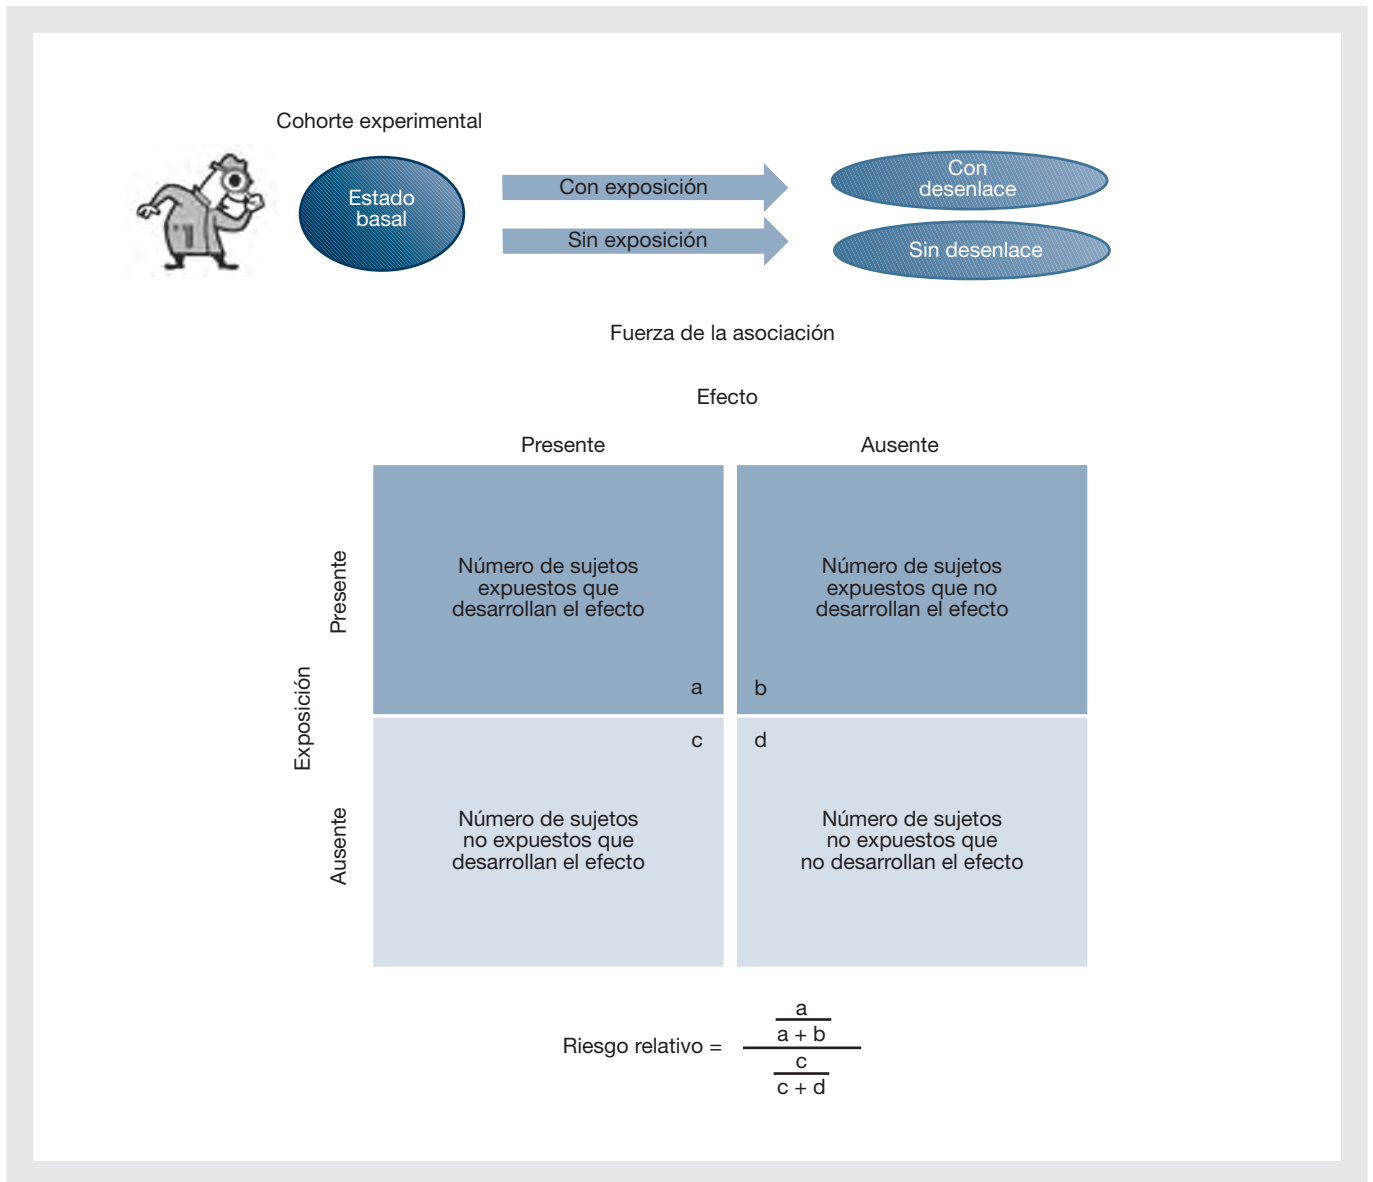 Cohorte experimental
Estado
basal
Con exposición
Sin exposición
Con
desenlace
Sin desenlace
Fuerza de la asociación
Efecto
Presente
Ausente
Exposición
Presente
Ausente
Número de sujetos
expuestos que
desarrollan el efecto
a
Número de sujetos
expuestos que no
desarrollan el efecto
b
c
Número de sujetos
no expuestos que
desarrollan el efecto
d
Número de sujetos
no expuestos que
no desarrollan el efecto
Riesgo relativo =
a
a + b
c
c + d